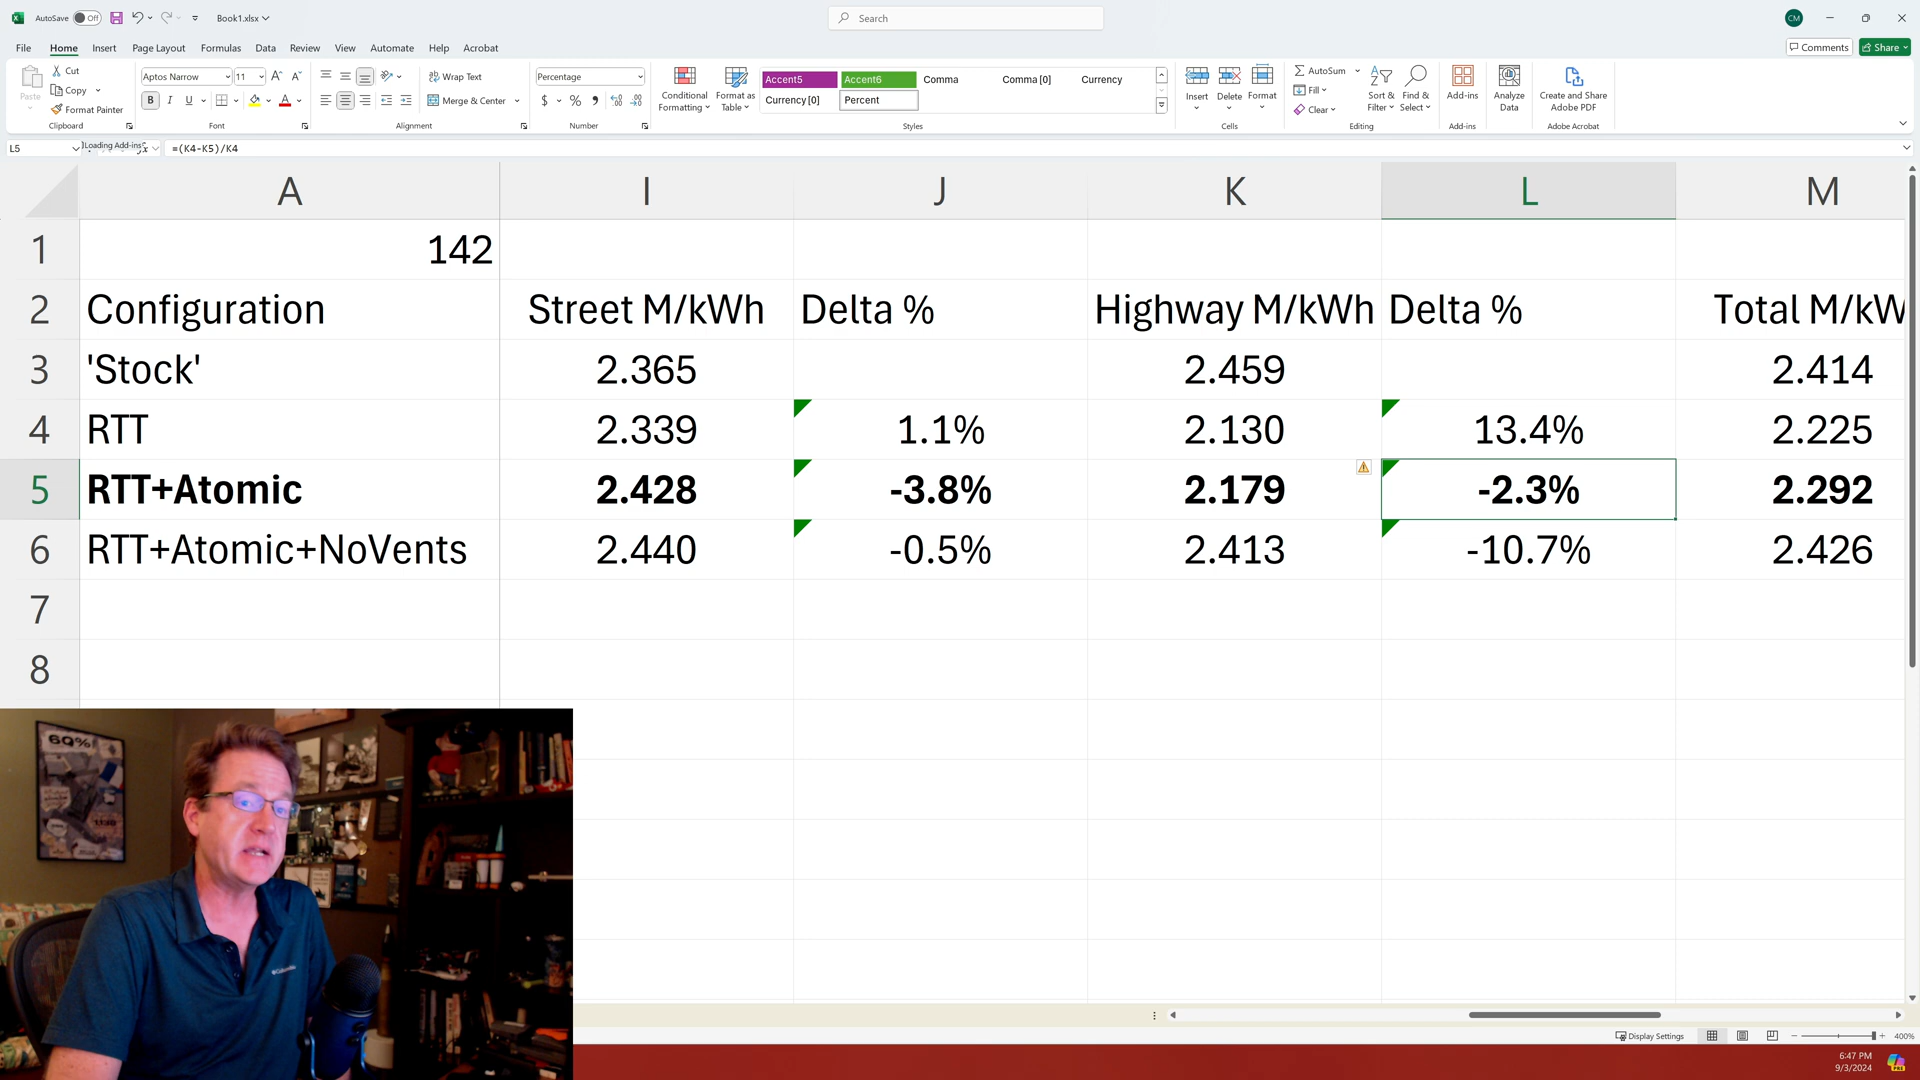 AutoSave Off Book1.xlsx Search CM
File Home Insert Page Layout Formulas Data Review View Automate Help Acrobat Comments Share
Paste Cut Copy Format Painter Clipboard
Aptos Narrow 11 B I U A Font
Wrap Text Merge & Center Alignment
Percentage $ % Number
Conditional Formatting Format as Table
Accent5 Accent6 Comma Comma [0] Currency
Currency [0] Percent
Styles
Insert Delete Format Cells
AutoSum Fill Clear Sort & Filter Find & Select Editing
Add-ins Add-ins
Analyze Data
Create and Share Adobe PDF Adobe Acrobat
L5 Loading Add-ins fx =(K4-K5)/K4
A I J K L M
1 142
2 Configuration Street M/kWh Delta % Highway M/kWh Delta % Total M/kW
3 'Stock' 2.365 2.459 2.414
4 RTT 2.339 1.1% 2.130 13.4% 2.225
5 RTT+Atomic 2.428 -3.8% 2.179 -2.3% 2.292
6 RTT+Atomic+NoVents 2.440 -0.5% 2.413 -10.7% 2.426
7
8
6Q%
Columbia
Display Settings 400%
6:47 PM
9/3/2024